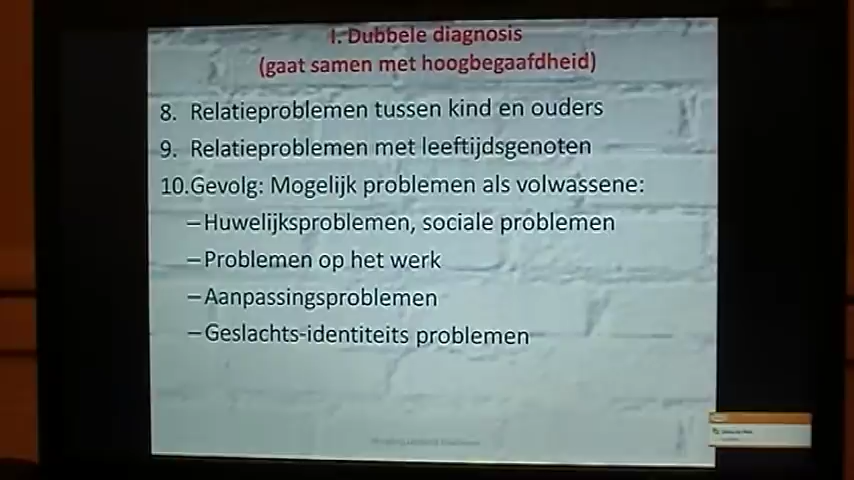 I. Dubbele diagnosis
(gaat samen met hoogbegaafdheid)
8. Relatieproblemen tussen kind en ouders
9. Relatieproblemen met leeftijdsgenoten
10.Gevolg: Mogelijk problemen als volwassene:
–Huwelijksproblemen, sociale problemen
–Problemen op het werk
–Aanpassingsproblemen
–Geslachts-identiteits problemen